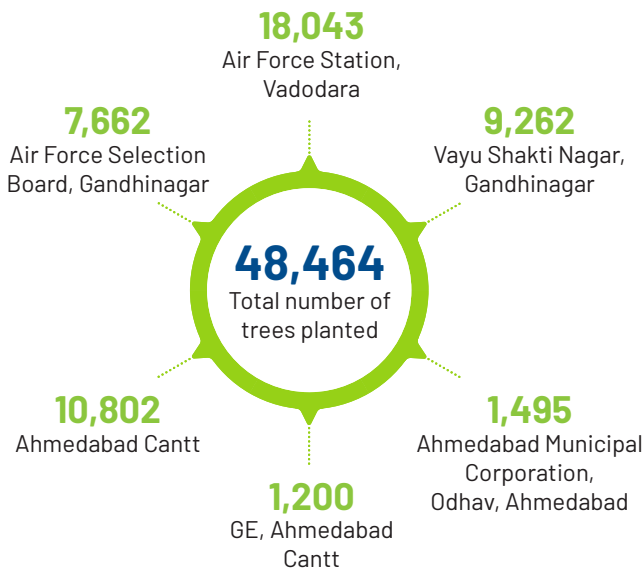 18,043
Air Force Station,
Vadodara
7,662
Air Force Selection
Board, Gandhinagar
9,262
Vayu Shakti Nagar,
Gandhinagar
48,464
Total number of
trees planted
10,802
Ahmedabad Cantt
1,495
Ahmedabad Municipal
Corporation,
Odhav, Ahmedabad
1,200
GE, Ahmedabad
Cantt